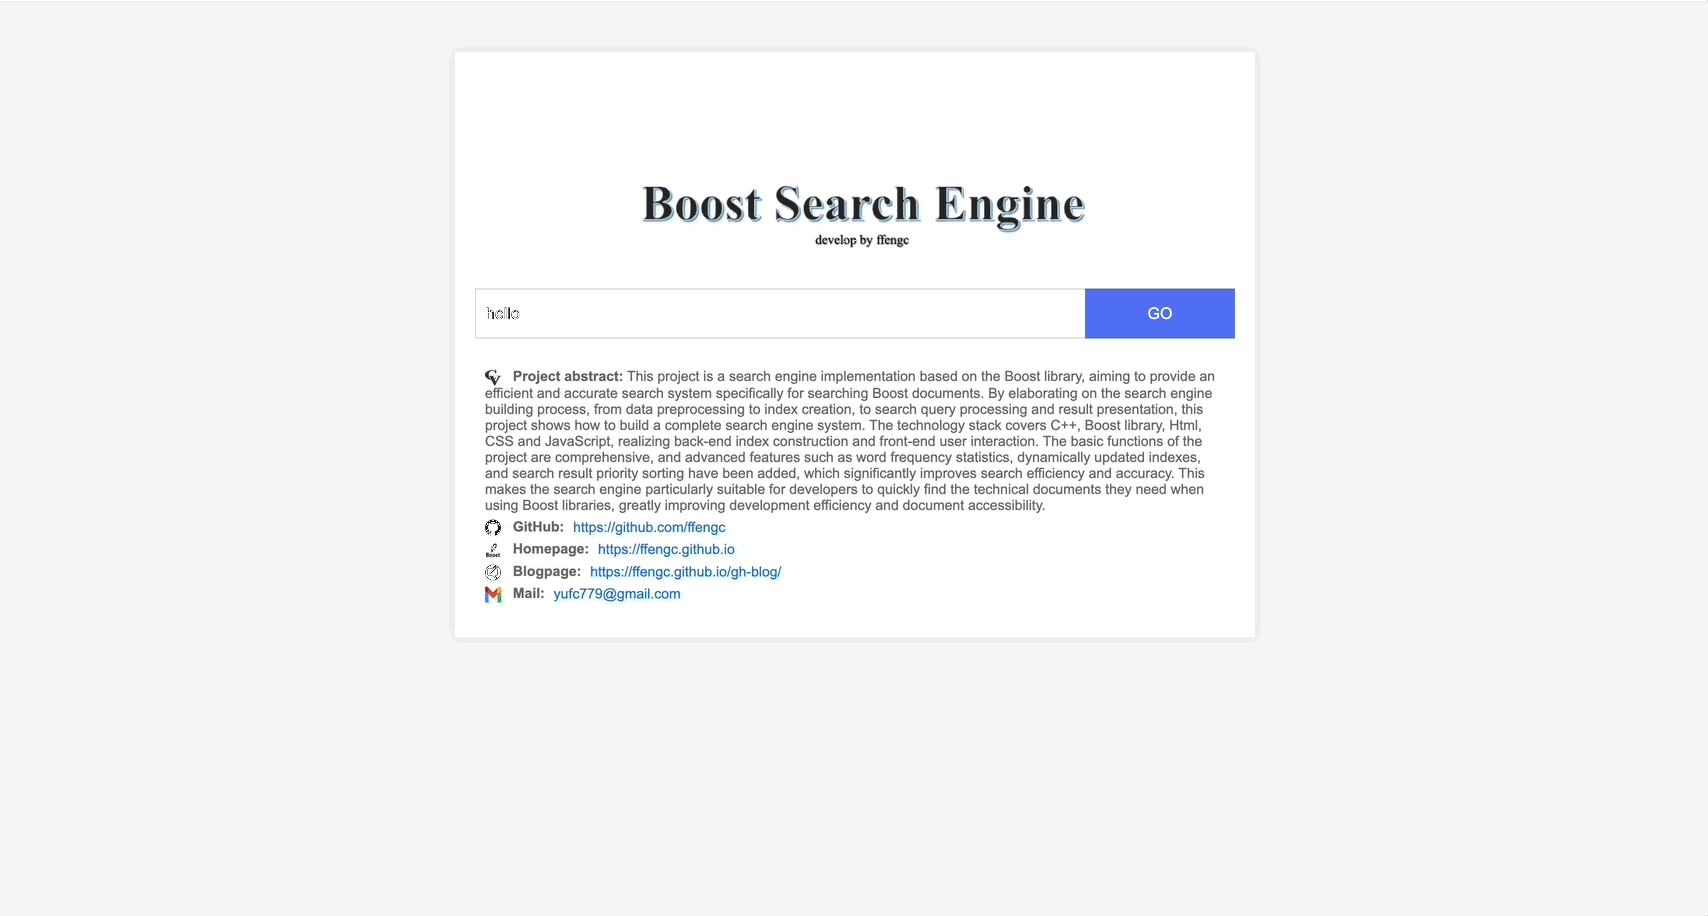 Boost Search Engine
develop by ffengc
hello
GO
Project abstract: This project is a search engine implementation based on the Boost library, aiming to provide an
efficient and accurate search system specifically for searching Boost documents. By elaborating on the search engine
building process, from data preprocessing to index creation, to search query processing and result presentation, this
project shows how to build a complete search engine system. The technology stack covers C++, Boost library, Html,
CSS and JavaScript, realizing back-end index construction and front-end user interaction. The basic functions of the
project are comprehensive, and advanced features such as word frequency statistics, dynamically updated indexes,
and search result priority sorting have been added, which significantly improves search efficiency and accuracy. This
makes the search engine particularly suitable for developers to quickly find the technical documents they need when
using Boost libraries, greatly improving development efficiency and document accessibility.
GitHub: https://github.com/ffengc
Boost
Homepage: https://ffengc.github.io
Blogpage: https://ffengc.github.io/gh-blog/
Mail: yufc779@gmail.com